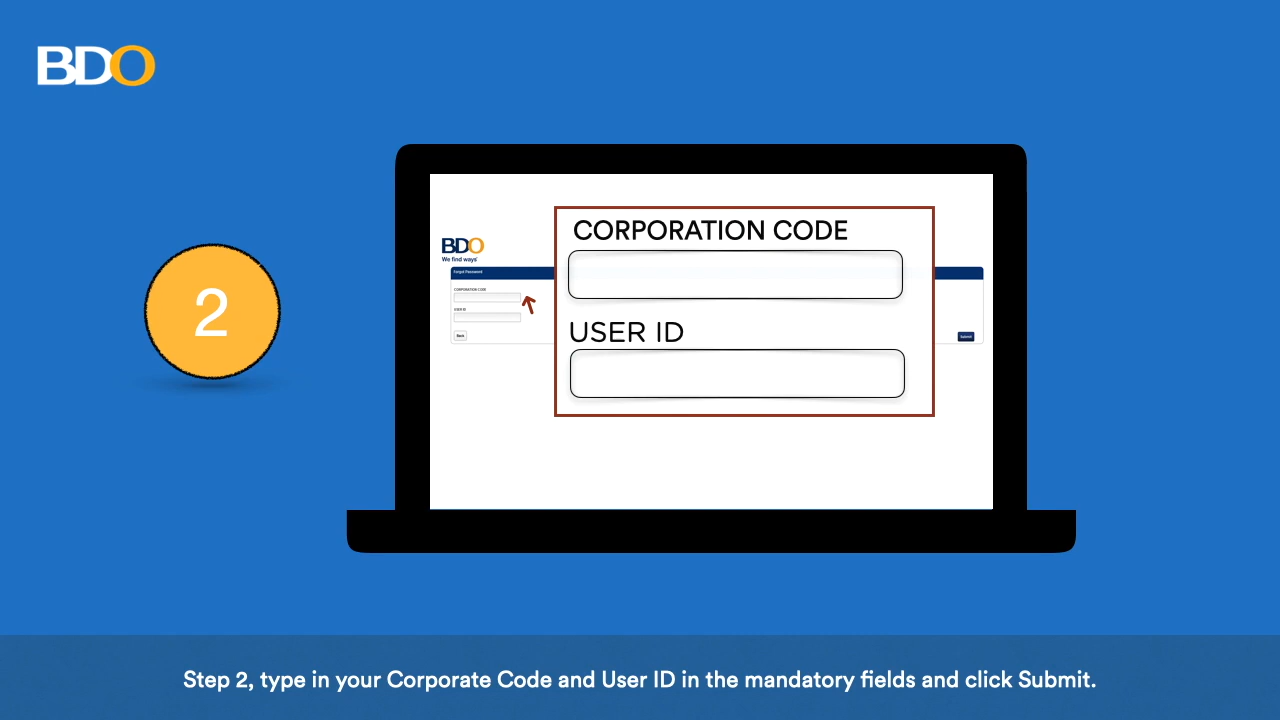 BDO
2
BDO
We find ways
Forgot Password
CORPORATION CODE
USER ID
Back
Submit
CORPORATION CODE
USER ID
Step 2, type in your Corporate Code and User ID in the mandatory fields and click Submit.